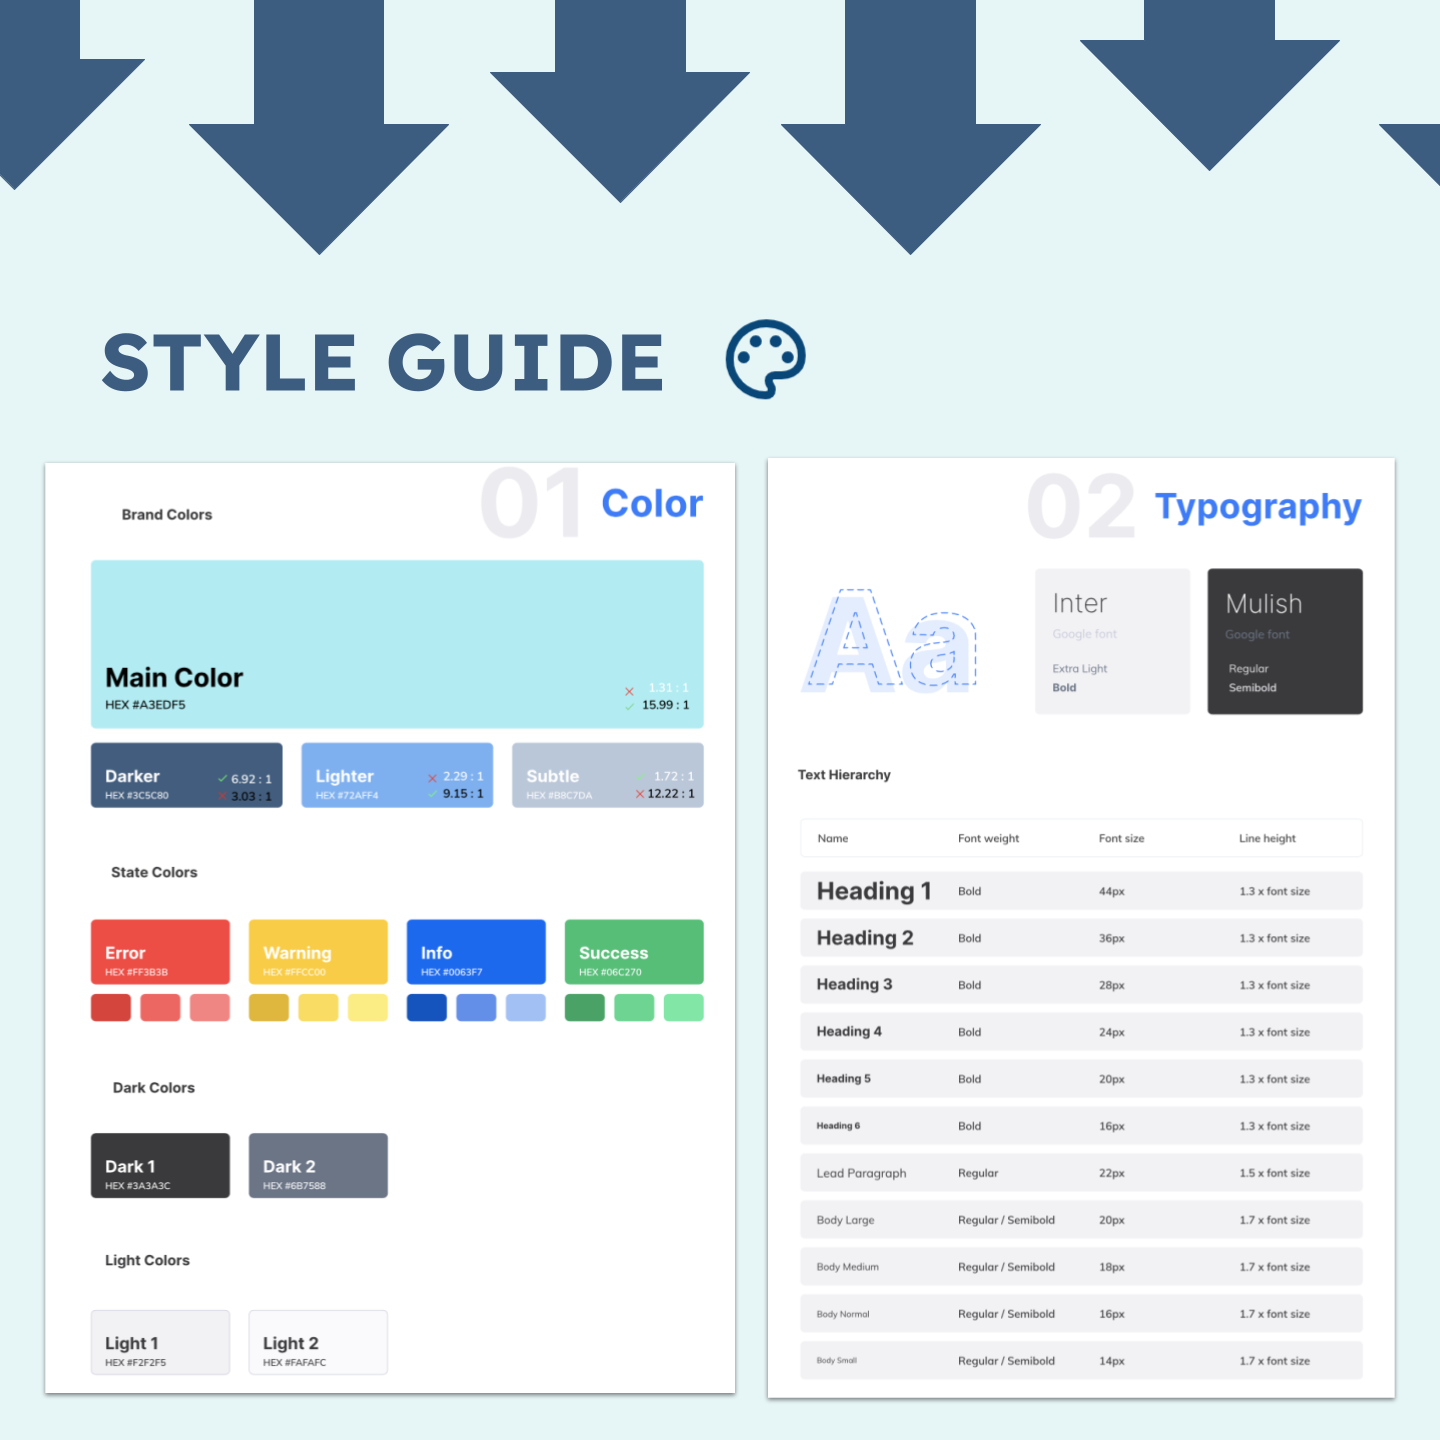 STYLE GUIDE
01 Color
Brand Colors
Main Color
HEX #A3EDF5
1.31 : 1
15.99 : 1
Darker
HEX #3C5C80
6.92 : 1
3.03 : 1
Lighter
HEX #72AFF4
2.29 : 1
9.15 : 1
Subtle
HEX #B8C7DA
1.72 : 1
12.22 : 1
State Colors
Error
HEX #FF3B3B
Warning
HEX #FFCC00
Info
HEX #0063F7
Success
HEX #06C270
Dark Colors
Dark 1
HEX #3A3A3C
Dark 2
HEX #6B7588
Light Colors
Light 1
HEX #F2F2F5
Light 2
HEX #FAFAFC
02 Typography
Aa
Inter
Google font
Extra Light
Bold
Mulish
Google font
Regular
Semibold
Text Hierarchy
Name Font weight Font size Line height
Heading 1 Bold 44px 1.3 x font size
Heading 2 Bold 36px 1.3 x font size
Heading 3 Bold 28px 1.3 x font size
Heading 4 Bold 24px 1.3 x font size
Heading 5 Bold 20px 1.3 x font size
Heading 6 Bold 16px 1.3 x font size
Lead Paragraph Regular 22px 1.5 x font size
Body Large Regular / Semibold 20px 1.7 x font size
Body Medium Regular / Semibold 18px 1.7 x font size
Body Normal Regular / Semibold 16px 1.7 x font size
Body Small Regular / Semibold 14px 1.7 x font size